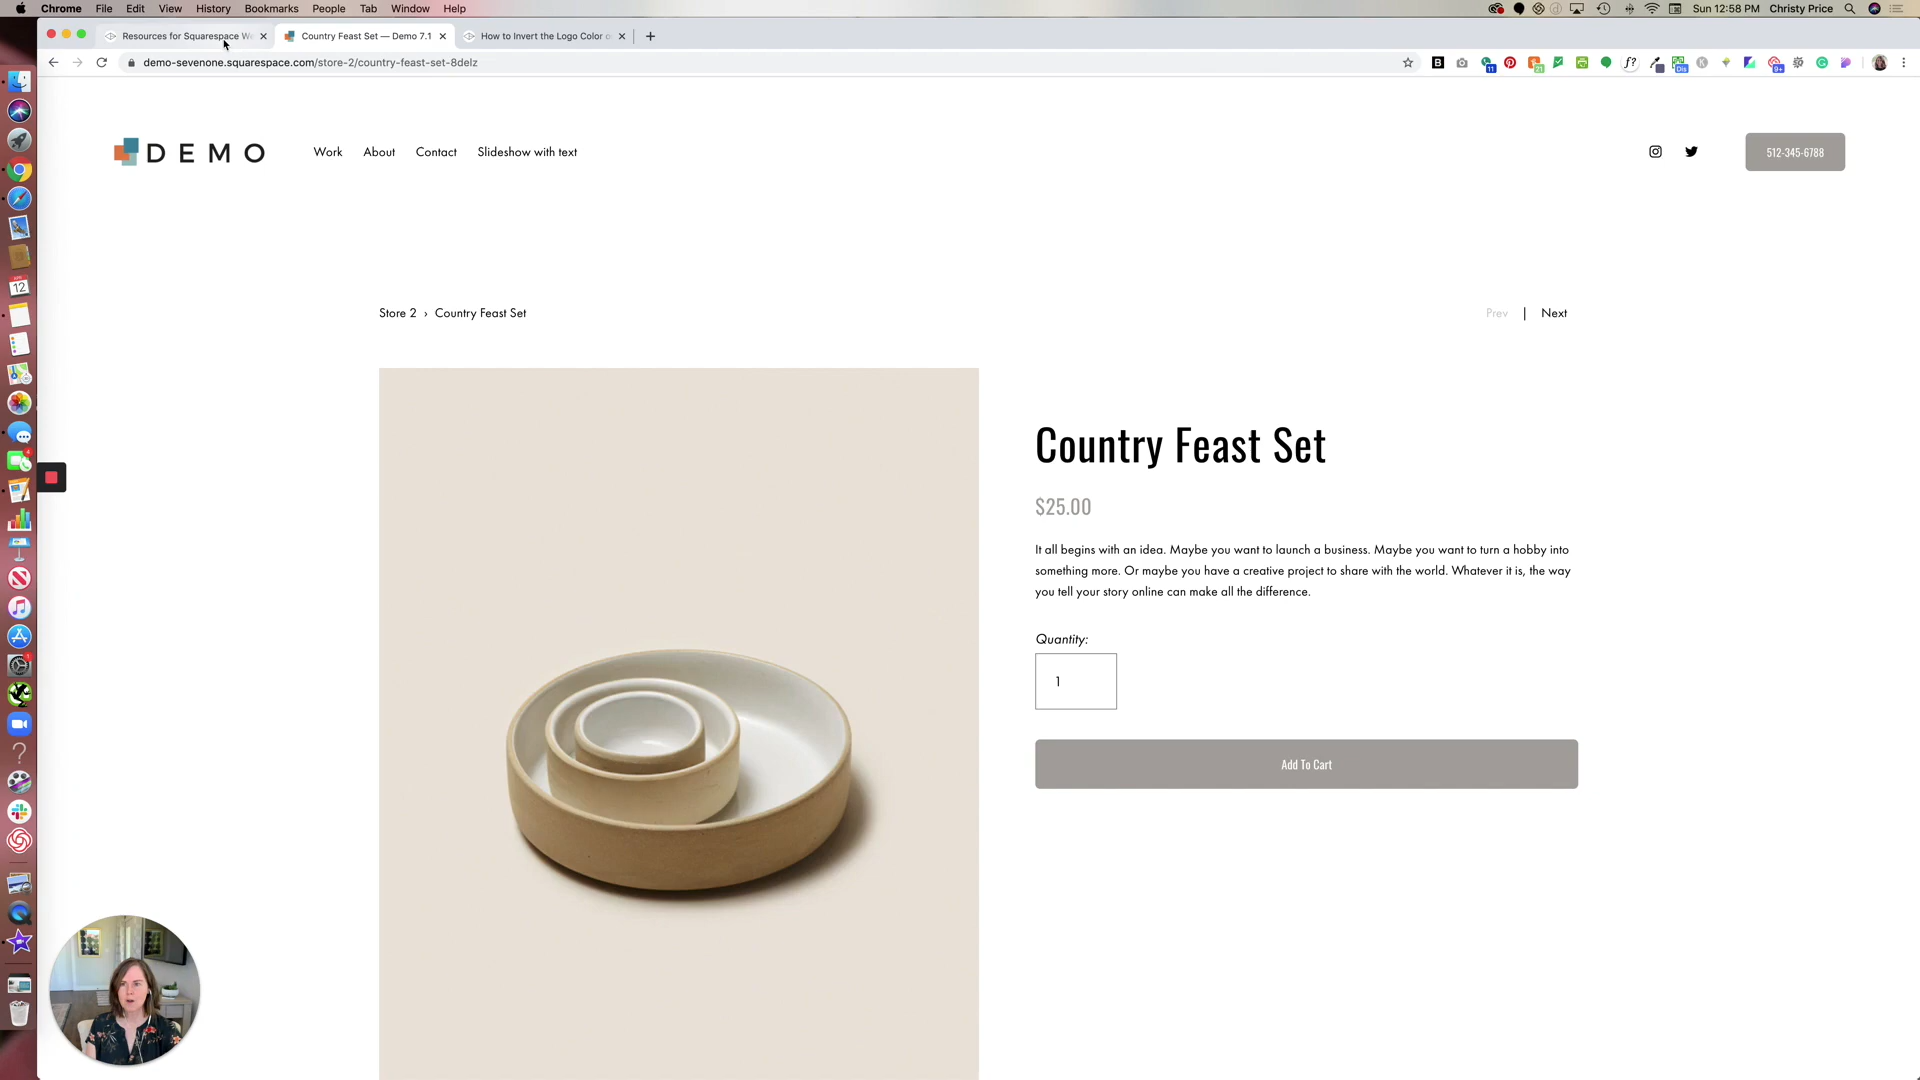 Chrome File Edit View History Bookmarks People Tab Window Help
Sun 12:58 PM Christy Price
Resources for Squarespace We
Country Feast Set — Demo 7.1
How to Invert the Logo Color o
demo-sevenone.squarespace.com/store-2/country-feast-set-8delz
DEMO
Work About Contact Slideshow with text
512-345-6788
Store 2 › Country Feast Set
Prev | Next
Country Feast Set
$25.00
It all begins with an idea. Maybe you want to launch a business. Maybe you want to turn a hobby into
something more. Or maybe you have a creative project to share with the world. Whatever it is, the way
you tell your story online can make all the difference.
Quantity:
1
Add To Cart